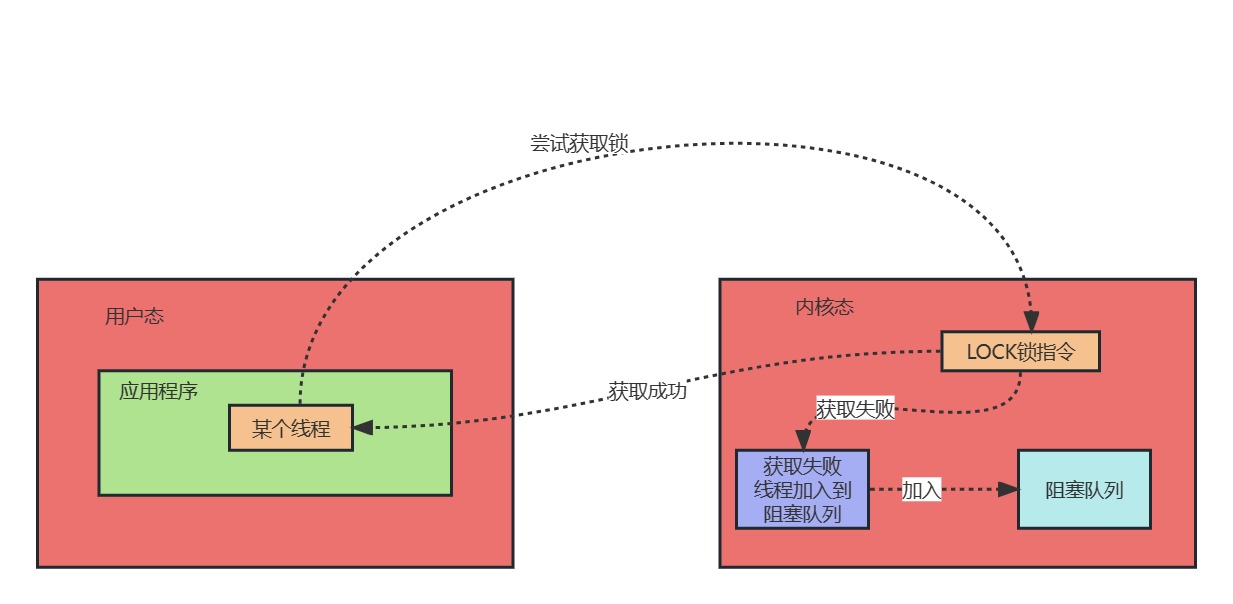 尝试获取锁
用户态
内核态
LOCK锁指令
应用程序
获取成功
某个线程
获取失败
获取失败
线程加入到
阻塞队列
加入
阻塞队列